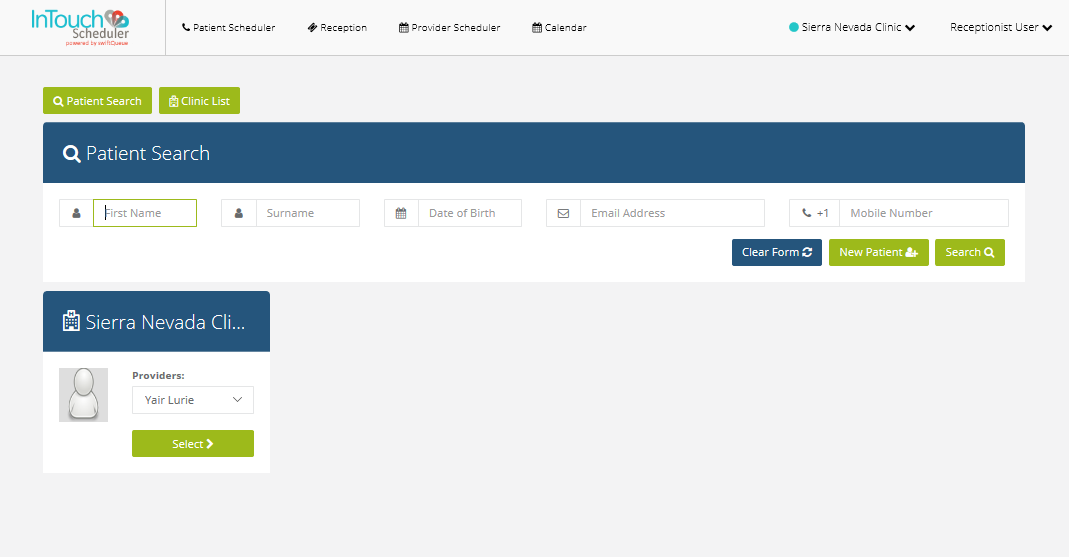 InTouch
Scheduler
powered by swiftQueue
Patient Scheduler
Reception
Provider Scheduler
Calendar
Sierra Nevada Clinic
Receptionist User
Patient Search
Clinic List
Patient Search
First Name
Surname
Date of Birth
Email Address
+1
Mobile Number
Clear Form
New Patient
Search
Sierra Nevada Cli...
Providers:
Yair Lurie
Select